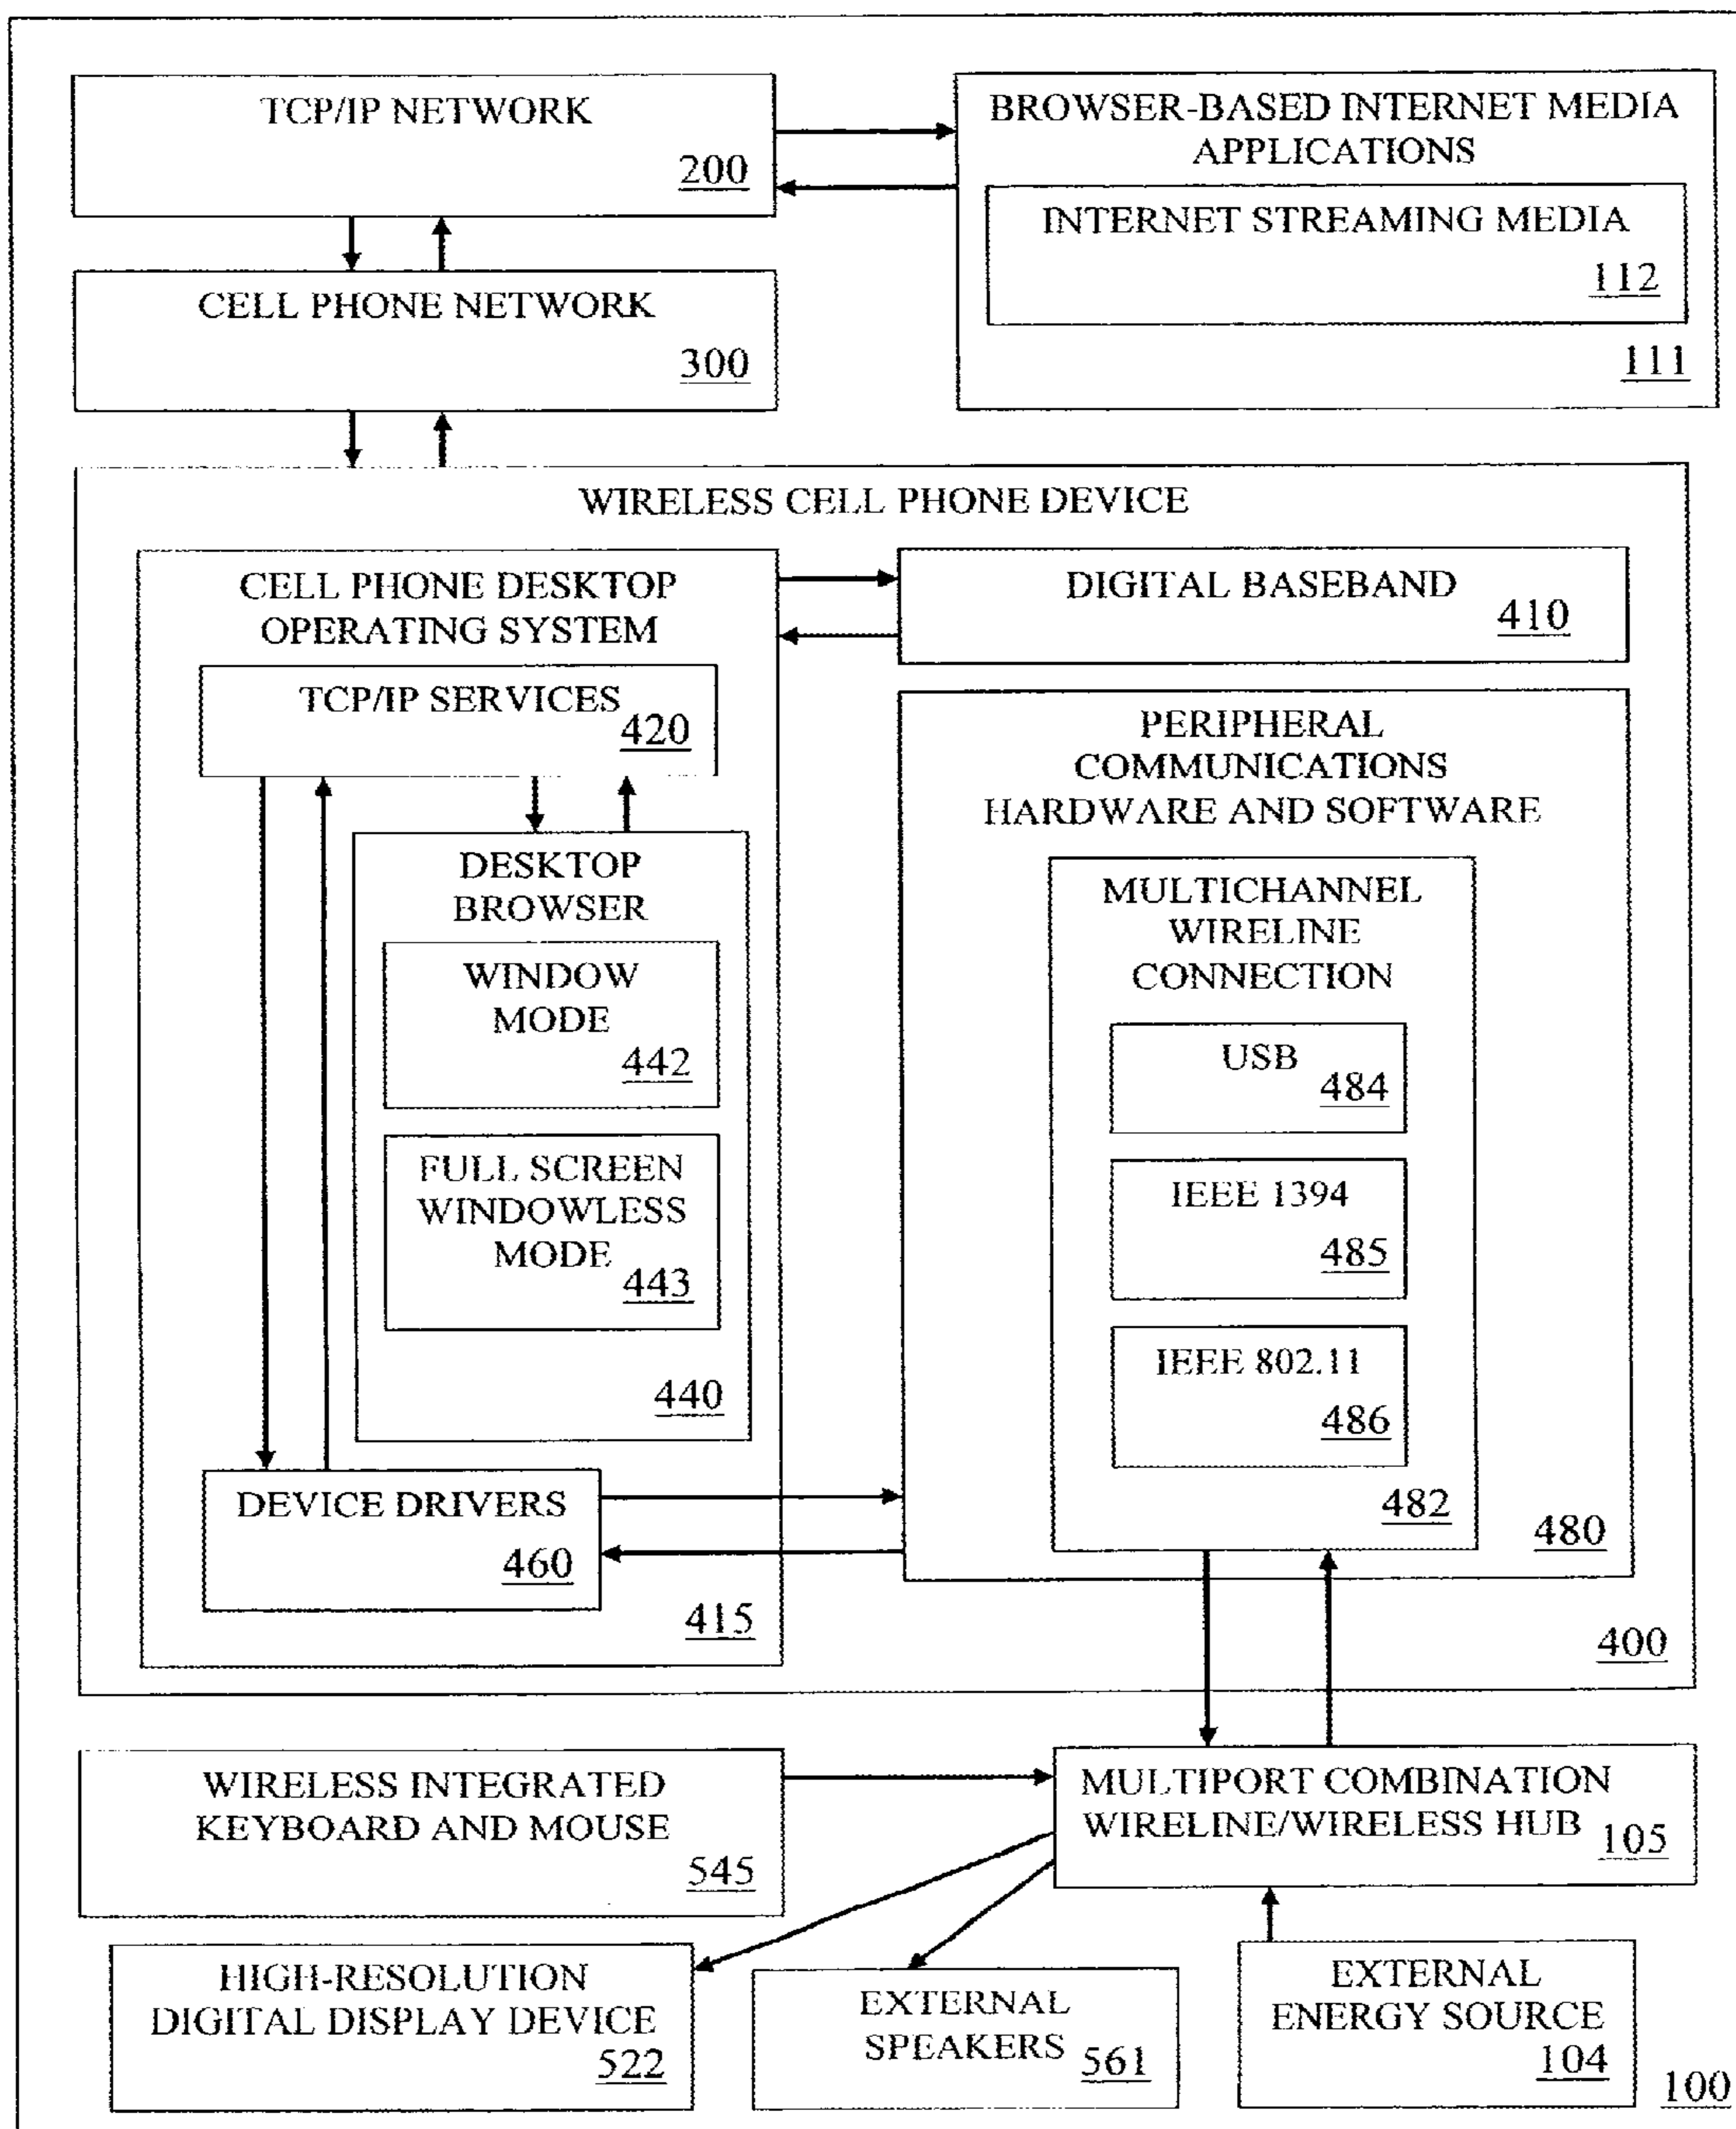 TCP/IP NETWORK
200
BROWSER-BASED INTERNET MEDIA
APPLICATIONS
INTERNET STREAMING MEDIA
112
111
CELL PHONE NETWORK
300
WIRELESS CELL PHONE DEVICE
CELL PHONE DESKTOP
OPERATING SYSTEM
TCP/IP SERVICES
420
DESKTOP
BROWSER
WINDOW
MODE
442
FULL SCREEN
WINDOWLESS
MODE
443
440
DEVICE DRIVERS
460
415
DIGITAL BASEBAND
410
PERIPHERAL
COMMUNICATIONS
HARDWARE AND SOFTWARE
MULTICHANNEL
WIRELINE
CONNECTION
USB
484
IEEE 1394
485
IEEE 802.11
486
482
480
400
WIRELESS INTEGRATED
KEYBOARD AND MOUSE
545
MULTIPORT COMBINATION
WIRELINE/WIRELESS HUB
105
HIGH-RESOLUTION
DIGITAL DISPLAY DEVICE
522
EXTERNAL
SPEAKERS
561
EXTERNAL
ENERGY SOURCE
104
100